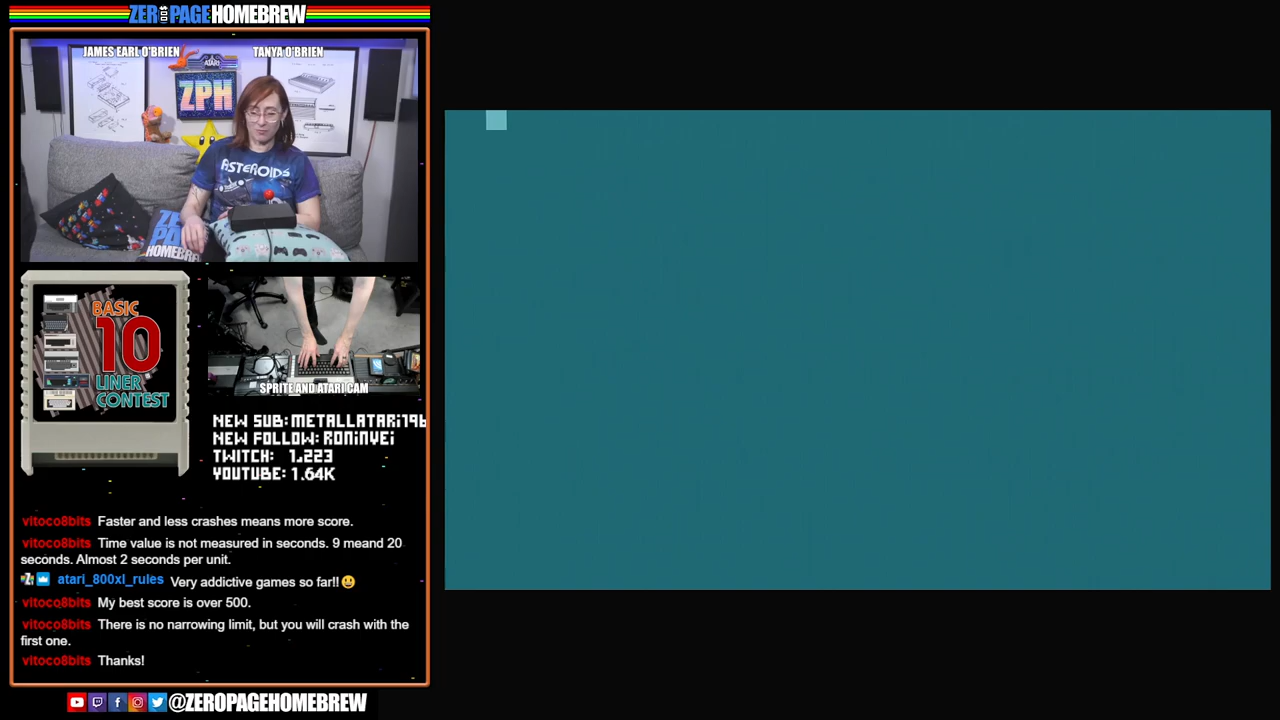 ZEROPAGE HOMEBREW
JAMES EARL O'BRIEN
TANYA O'BRIEN
ATARI
ZPH
ASTEROIDS
ZERO
PAGE
HOMEBREW
BASIC
10
LINER
CONTEST
SPRITE AND ATARI CAM
NEW SUB: METALLATARI196
NEW FOLLOW: RONINVEI
TWITCH: 1.223
YOUTUBE: 1.64K
vitoco8bits Faster and less crashes means more score.
vitoco8bits Time value is not measured in seconds. 9 meand 20
seconds. Almost 2 seconds per unit.
atari_800xl_rules Very addictive games so far!!
vitoco8bits My best score is over 500.
vitoco8bits There is no narrowing limit, but you will crash with the
first one.
vitoco8bits Thanks!
@ZEROPAGEHOMEBREW